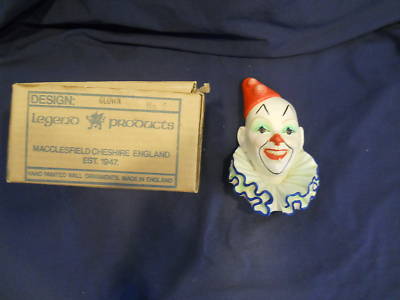 DESIGN: CLOWN
Legend Products
MACCLESFIELD CHESHIRE ENGLAND
EST. 1947.
HAND PAINTED WALL ORNAMENTS, MADE IN ENGLAND